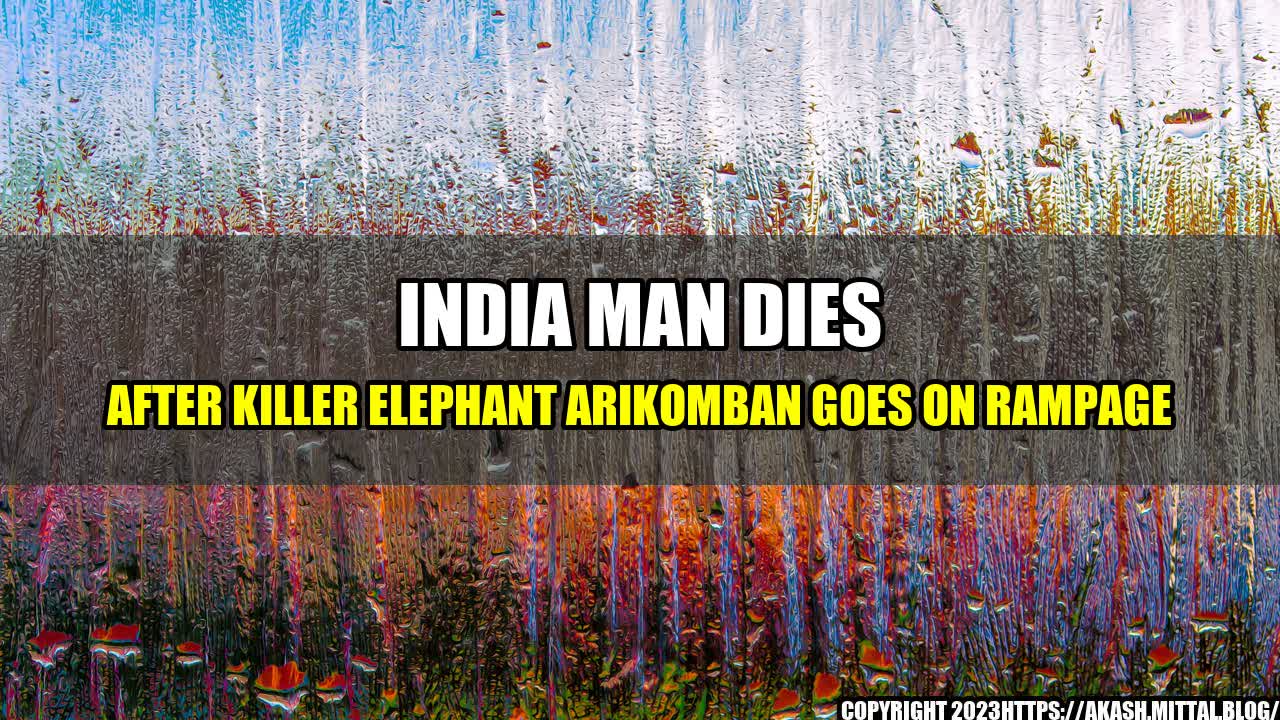 INDIA MAN DIES
AFTER KILLER ELEPHANT ARIKOMBAN GOES ON RAMPAGE
COPYRIGHT 2023HTTPS://AKASH.MITTAL.BLOG/